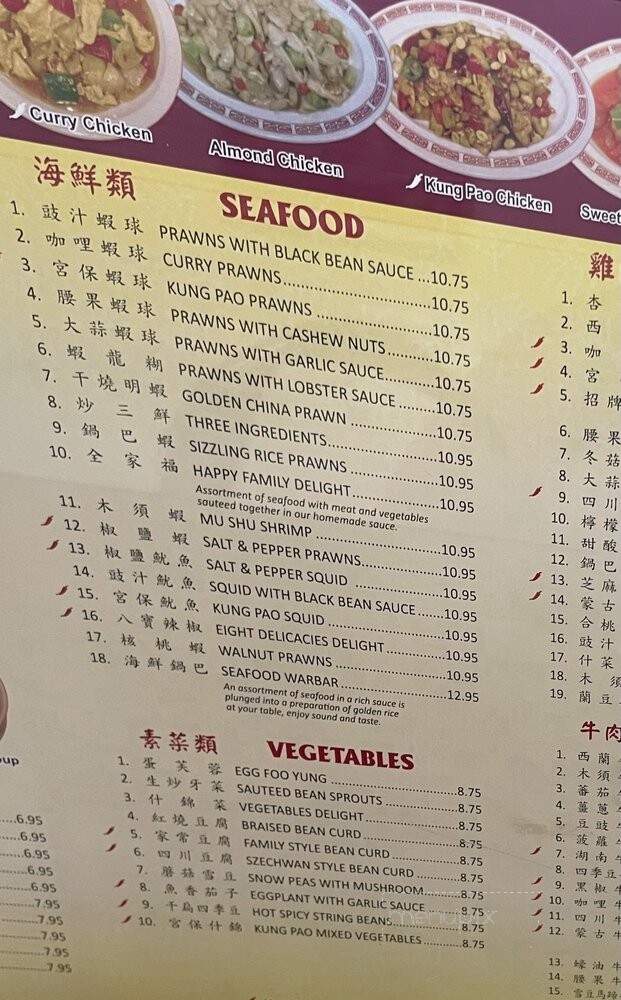 Curry Chicken
Almond Chicken
Kung Pao Chicken
Sweet
海鮮類 SEAFOOD
1. 豉汁蝦球 PRAWNS WITH BLACK BEAN SAUCE ...10.75
2. 咖哩蝦球 CURRY PRAWNS..............................10.75
3. 宮保蝦球 KUNG PAO PRAWNS ........................10.75
4. 腰果蝦球 PRAWNS WITH CASHEW NUTS...........10.75
5. 大蒜蝦球 PRAWNS WITH GARLIC SAUCE............10.75
6. 蝦龍糊 PRAWNS WITH LOBSTER SAUCE .........10.75
7. 干燒明蝦 GOLDEN CHINA PRAWN .....................10.75
8. 炒三鮮 THREE INGREDIENTS.........................10.95
9. 鍋巴蝦 SIZZLING RICE PRAWNS .....................10.95
10. 全家福 HAPPY FAMILY DELIGHT.....................10.95
Assortment of seafood with meat and vegetables
sauteed together in our homemade sauce.
11. 木須蝦 MU SHU SHRIMP ...........................10.95
12. 椒鹽蝦 SALT & PEPPER PRAWNS....................10.95
13. 椒鹽魷魚 SALT & PEPPER SQUID .....................10.95
14. 豉汁魷魚 SQUID WITH BLACK BEAN SAUCE.......10.95
15. 宮保魷魚 KUNG PAO SQUID ..........................10.95
16. 八寶辣椒 EIGHT DELICACIES DELIGHT...............10.95
17. 核桃蝦 WALNUT PRAWNS .........................10.95
18. 海鮮鍋巴 SEAFOOD WARBAR........................12.95
An assortment of seafood in a rich sauce is
plunged into a preparation of golden rice
at your table, enjoy sound and taste.
素菜類 VEGETABLES
1. 蛋芙蓉 EGG FOO YUNG ..............................8.75
2. 生炒牙菜 SAUTEED BEAN SPROUTS ..................8.75
3. 什錦菜 VEGETABLES DELIGHT.......................8.75
4. 紅燒豆腐 BRAISED BEAN CURD .....................8.75
5. 家常豆腐 FAMILY STYLE BEAN CURD ................8.75
6. 四川豆腐 SZECHWAN STYLE BEAN CURD ...........8.75
7. 蘑菇雪豆 SNOW PEAS WITH MUSHROOM..........8.75
8. 魚香茄子 EGGPLANT WITH GARLIC SAUCE ........8.75
9. 干扁四季豆 HOT SPICY STRING BEANS...............8.75
10. 宮保什錦 KUNG PAO MIXED VEGETABLES ..........8.75
oup
...6.95
...6.95
...6.95
...6.95
...6.95
...7.95
...7.95
...7.95
...7.95
...7.95
雞
1. 杏
2. 西
3. 咖
4. 宮
5. 招牌
6. 腰果
7. 冬菇
8. 大蒜
9. 四川
10. 檸檬
11. 甜酸
12. 鍋巴
13. 芝麻
14. 蒙古
15. 合桃
16. 豉汁
17. 什菜
18. 木須
19. 蘭豆
牛肉
1. 西蘭
2. 木須
3. 蕃茄
4. 薑蔥
5. 豆豉
6. 菠蘿
7. 湖南
8. 四季豆
9. 黑椒
10. 咖哩
11. 四川
12. 蒙古
13. 蠔油
14. 腰果
15. 雪豆馬蹄
menupix